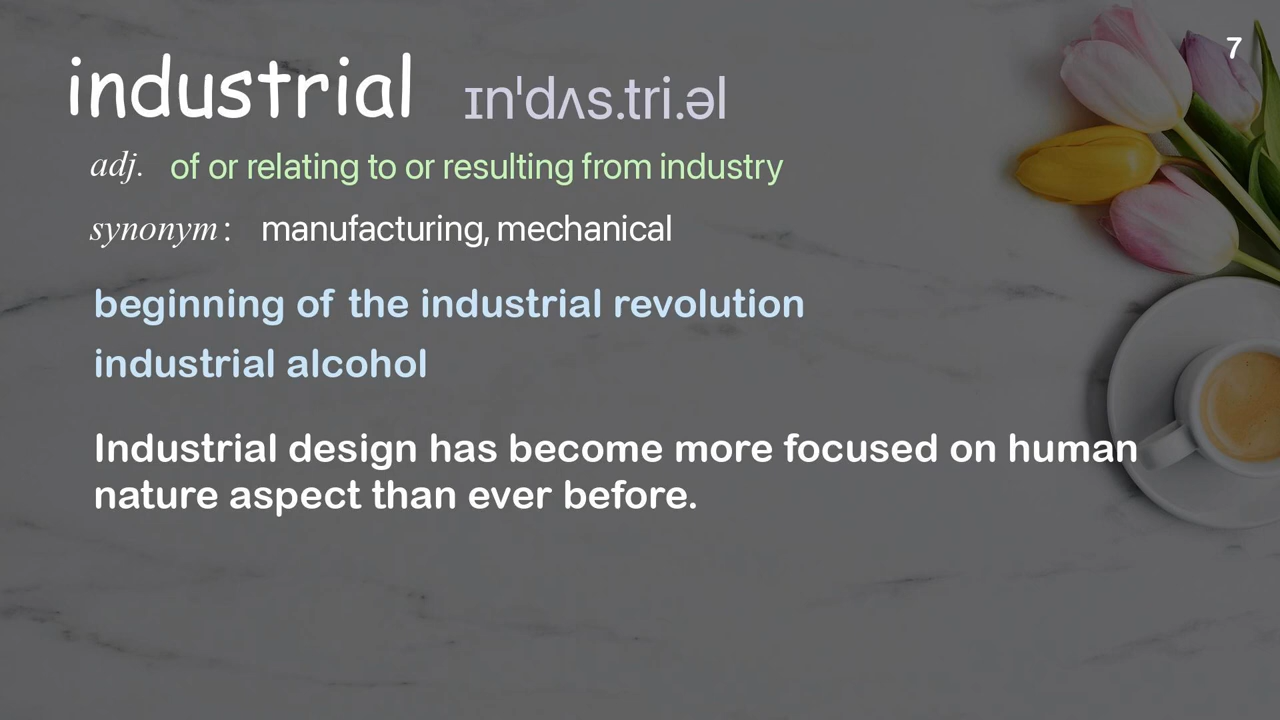 7
industrial ɪnˈdʌs.tri.əl
adj. of or relating to or resulting from industry
synonym: manufacturing, mechanical
beginning of the industrial revolution
industrial alcohol
Industrial design has become more focused on human
nature aspect than ever before.